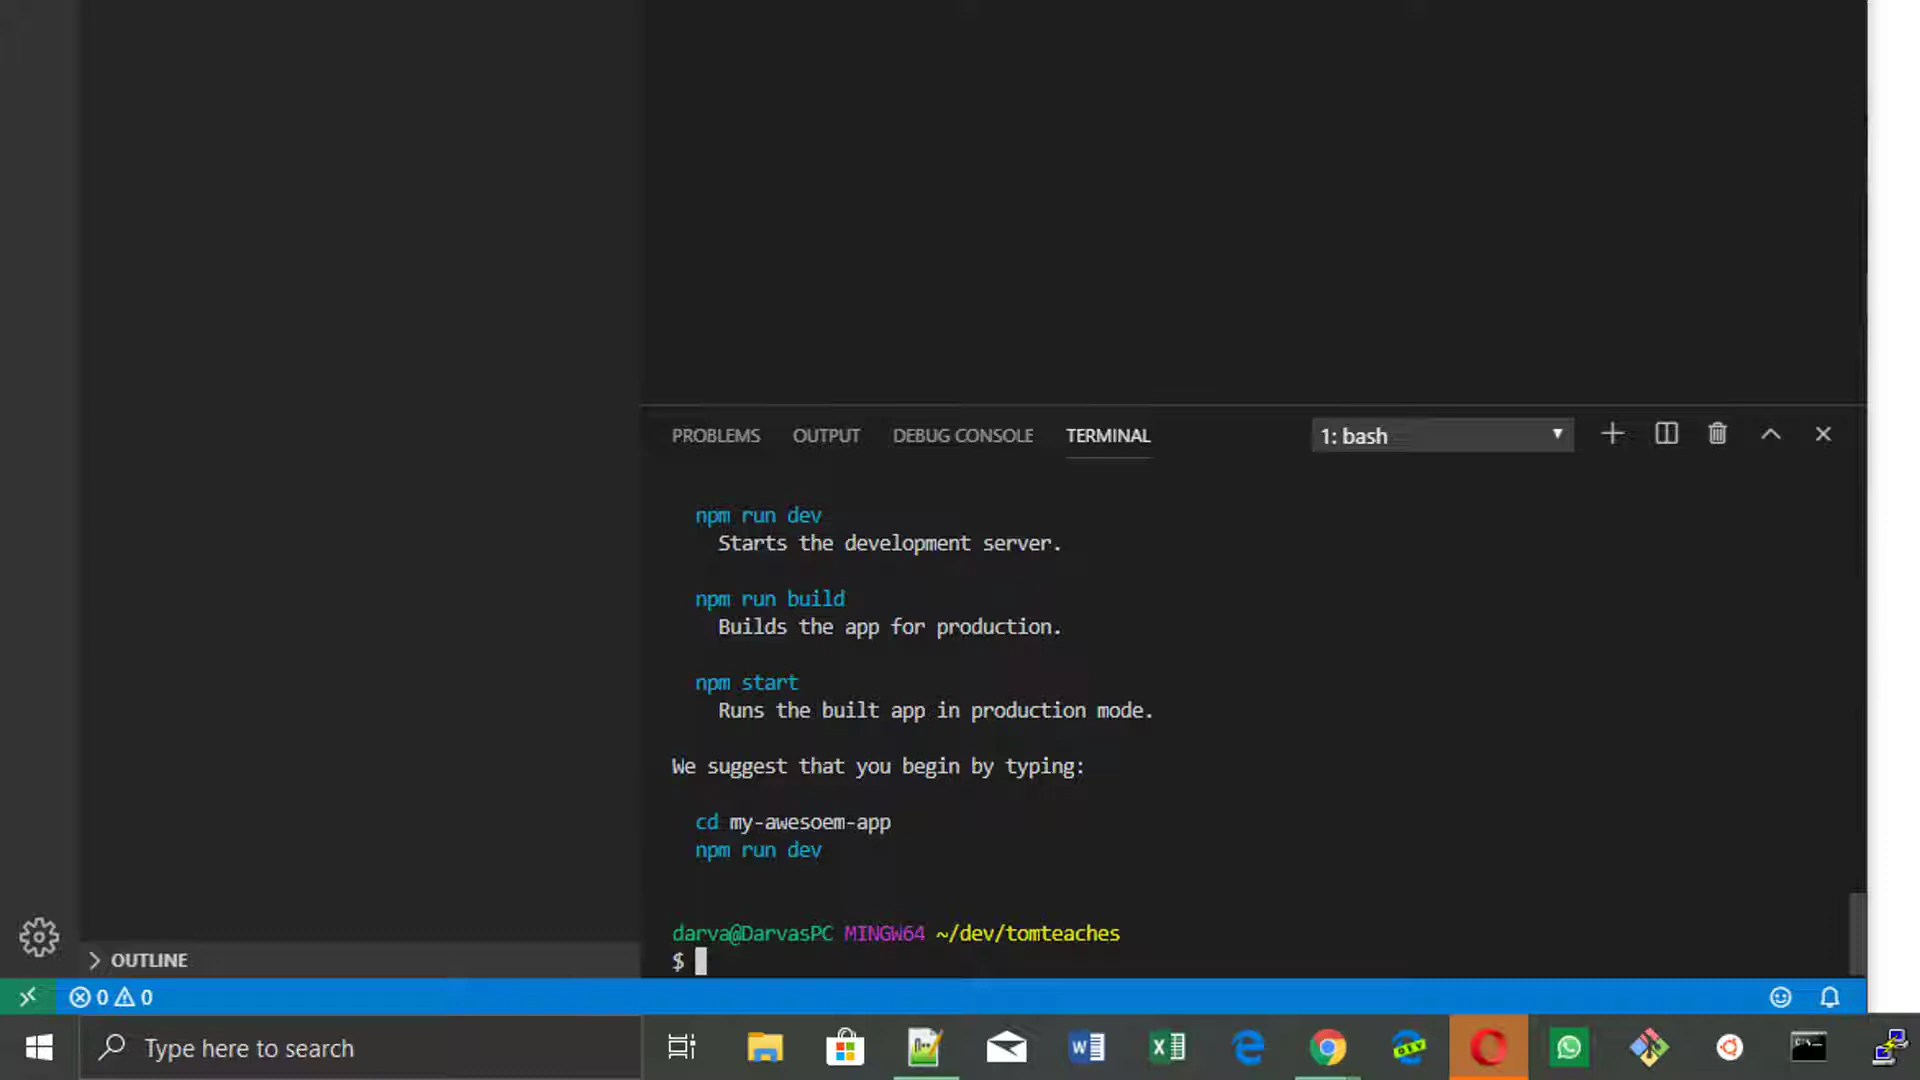 PROBLEMS OUTPUT DEBUG CONSOLE TERMINAL 1: bash
npm run dev
Starts the development server.
npm run build
Builds the app for production.
npm start
Runs the built app in production mode.
We suggest that you begin by typing:
cd my-awesoem-app
npm run dev
darva@DarvasPC MINGW64 ~/dev/tomteaches
$
OUTLINE
0 0
Type here to search
DEV